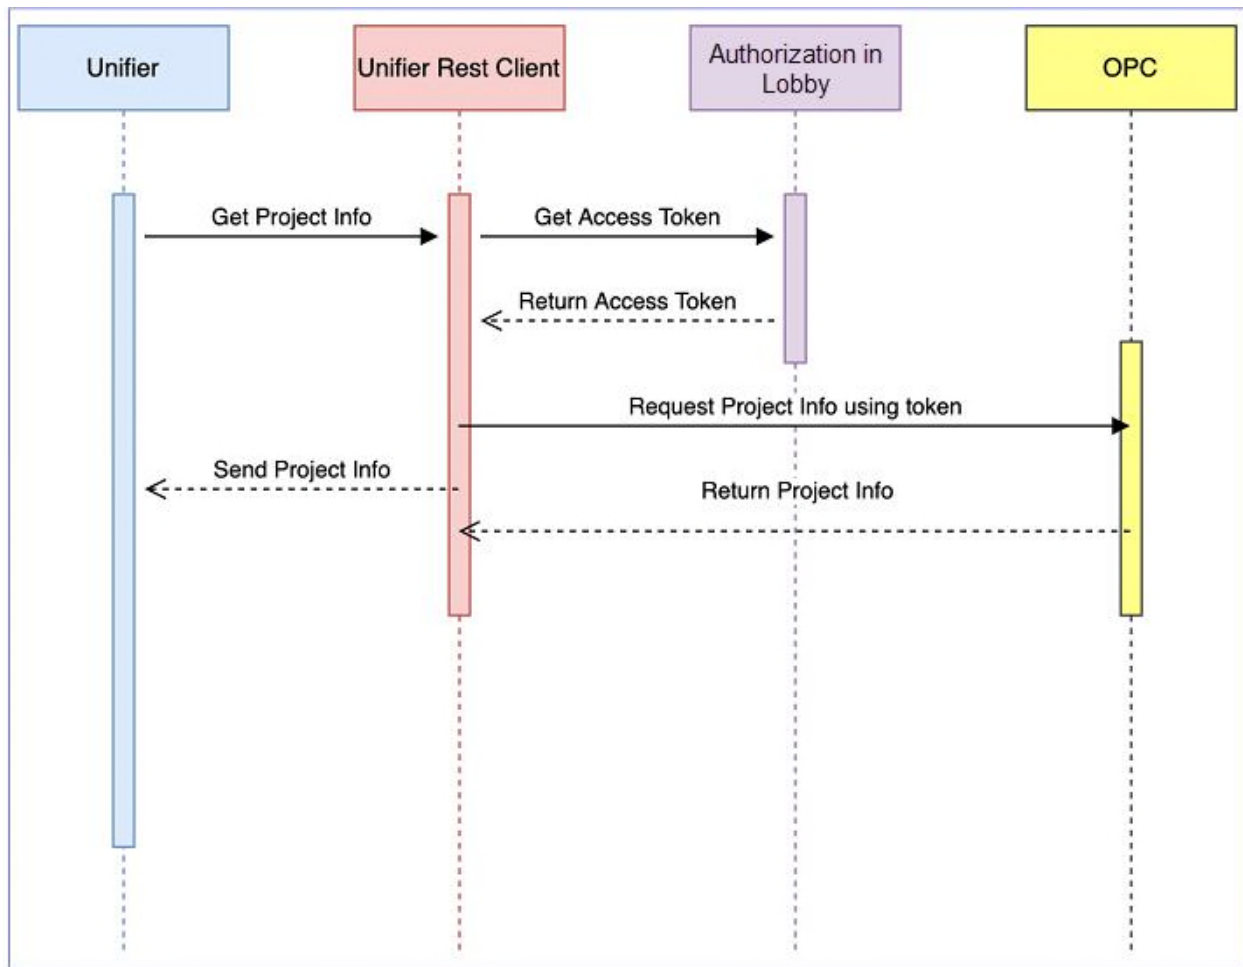 Unifier
Unifier Rest Client
Authorization in
Lobby
OPC
Get Project Info
Get Access Token
Return Access Token
Request Project Info using token
Send Project Info
Return Project Info